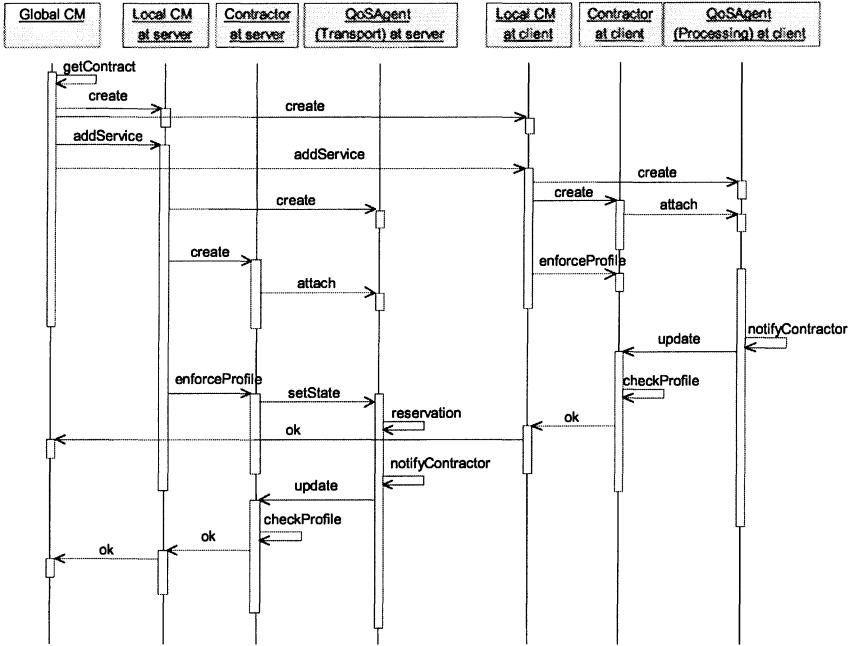 Global CM
Local CM
at server
Contractor
at server
QoSAgent
(Transport) at server
Local CM
at client
Contractor
at client
QoSAgent
(Processing) at client
getContract
create
create
addService
addService
create
create
attach
create
create
enforceProfile
attach
notifyContractor
update
enforceProfile
checkProfile
setState
reservation
ok
ok
notifyContractor
update
checkProfile
ok
ok